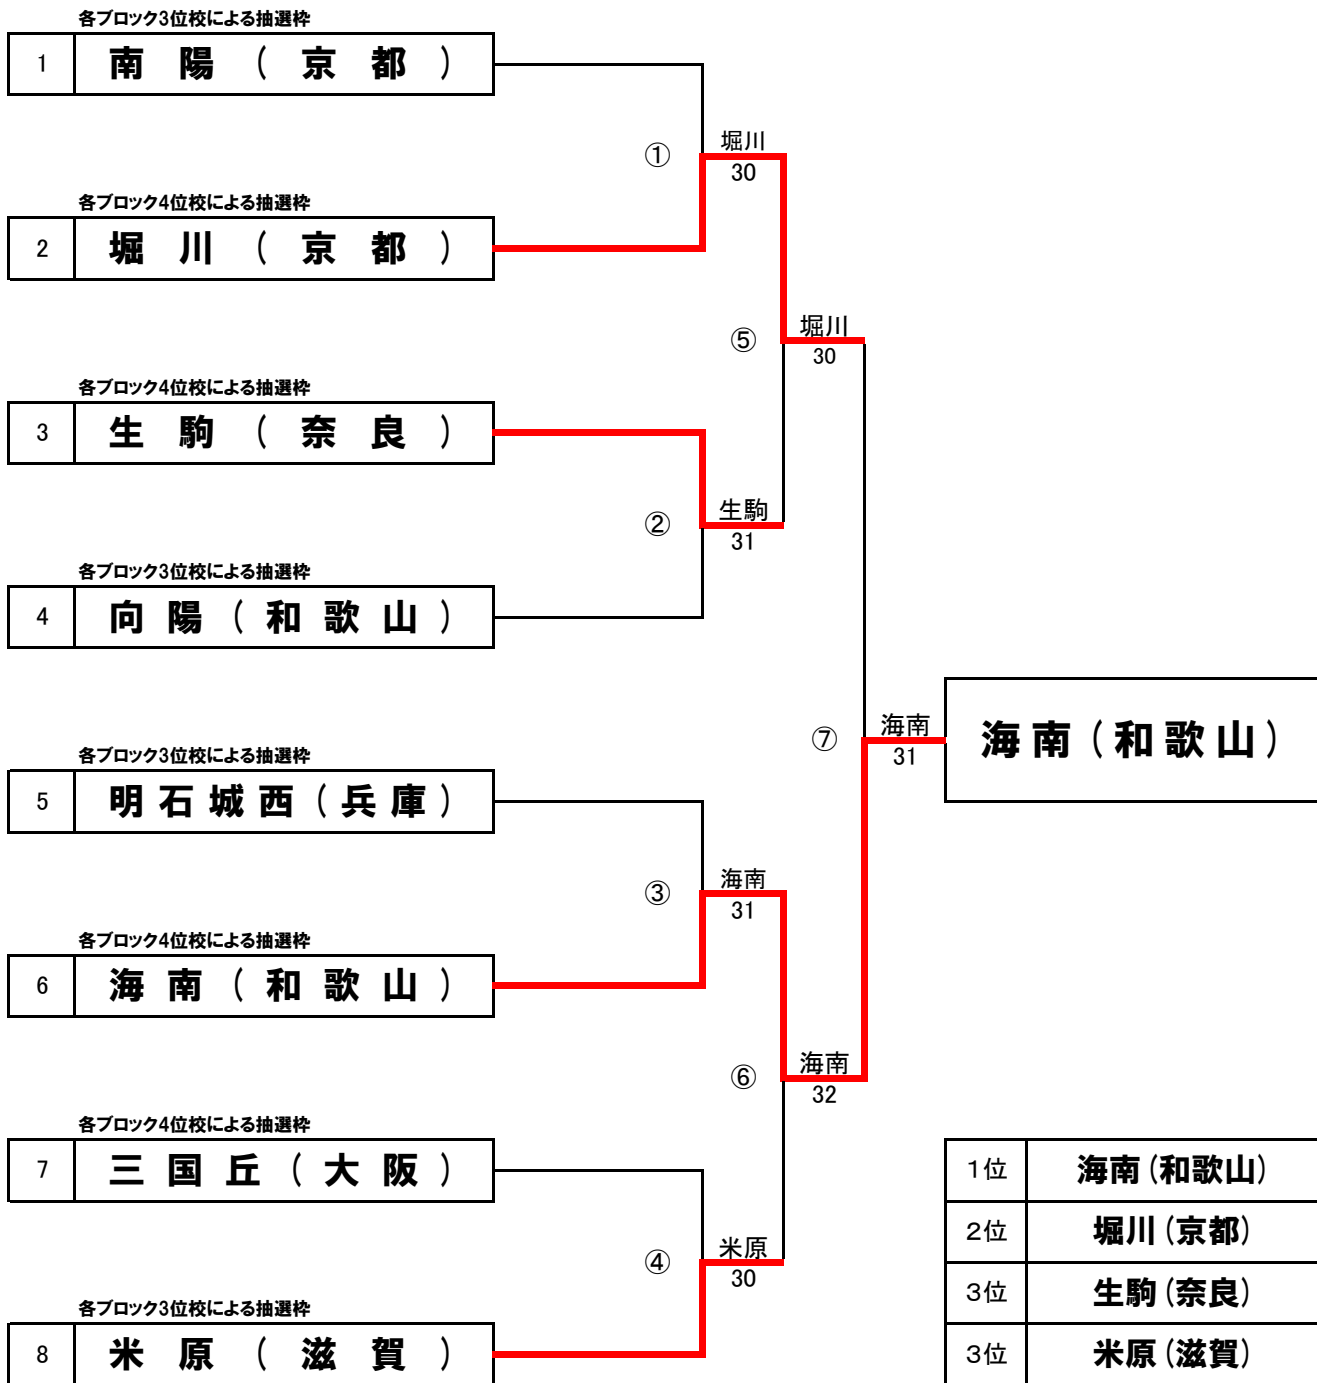 各ブロック3位校による抽選枠
1 南陽(京都)
① 堀川
30
各ブロック4位校による抽選枠
2 堀川(京都)
⑤ 堀川
30
各ブロック4位校による抽選枠
3 生駒(奈良)
② 生駒
31
各ブロック3位校による抽選枠
4 向陽(和歌山)
⑦ 海南
31
海南(和歌山)
各ブロック3位校による抽選枠
5 明石城西(兵庫)
③ 海南
31
各ブロック4位校による抽選枠
6 海南(和歌山)
⑥ 海南
32
各ブロック4位校による抽選枠
7 三国丘(大阪)
④ 米原
30
各ブロック3位校による抽選枠
8 米原(滋賀)
1位 海南(和歌山)
2位 堀川(京都)
3位 生駒(奈良)
3位 米原(滋賀)